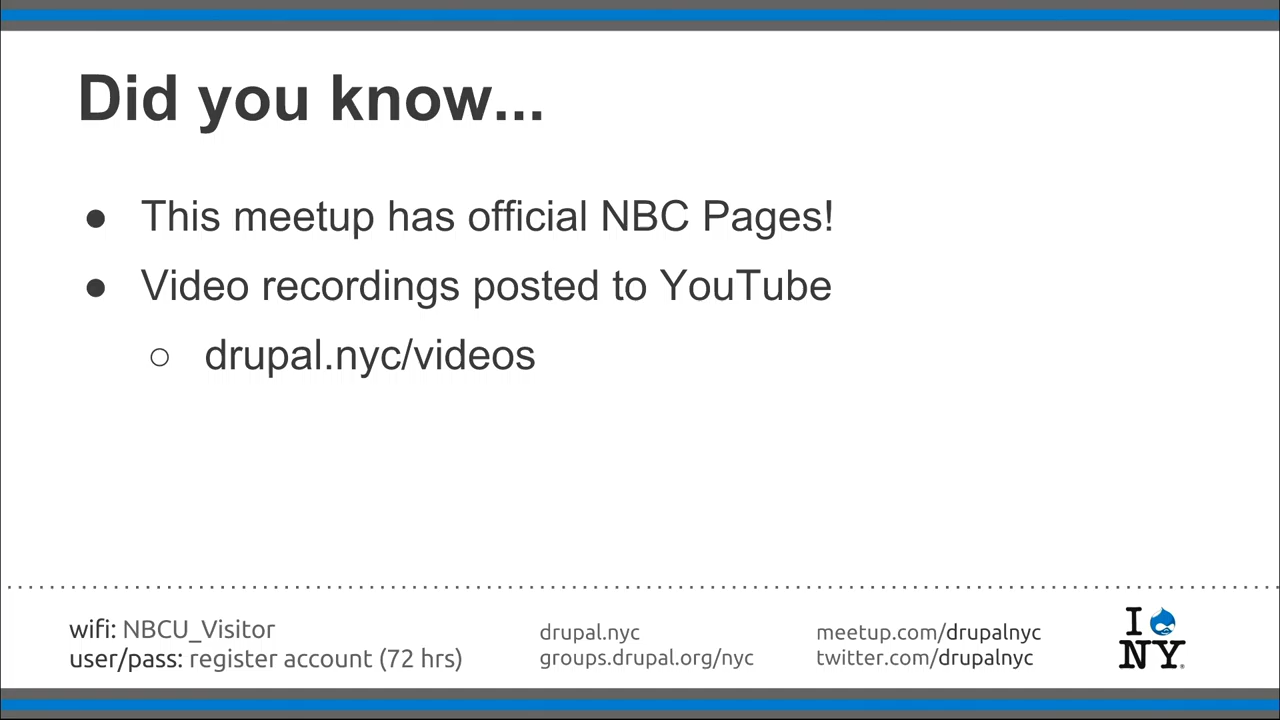 Did you know...
● This meetup has official NBC Pages!
● Video recordings posted to YouTube
○ drupal.nyc/videos
wifi: NBCU_Visitor
user/pass: register account (72 hrs)
drupal.nyc
groups.drupal.org/nyc
meetup.com/drupalnyc
twitter.com/drupalnyc
I
NY®